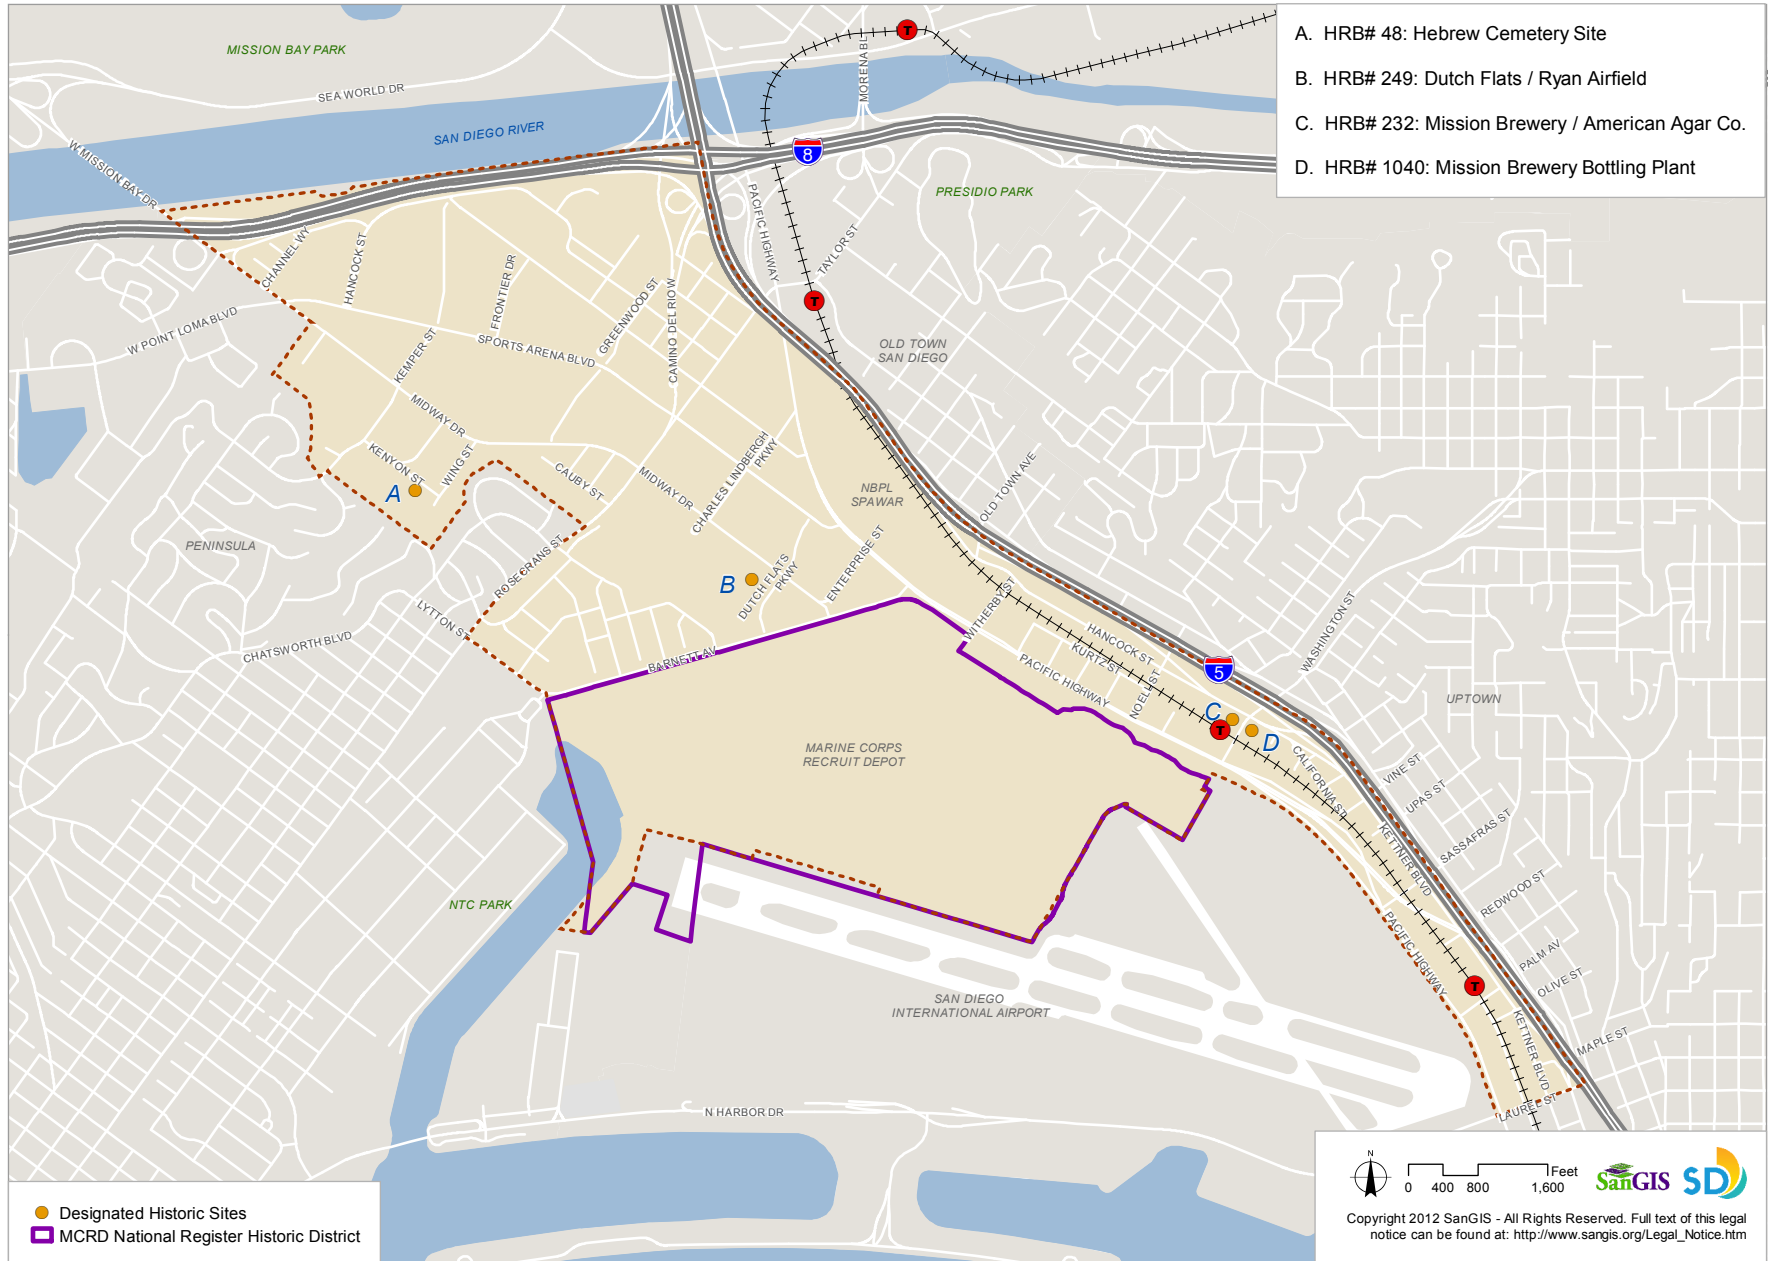 A. HRB# 48: Hebrew Cemetery Site
B. HRB# 249: Dutch Flats / Ryan Airfield
C. HRB# 232: Mission Brewery / American Agar Co.
D. HRB# 1040: Mission Brewery Bottling Plant
MISSION BAY PARK
SEA WORLD DR
SAN DIEGO RIVER
W MISSION BAY DR
MORENA BL
T
8
PRESIDIO PARK
PACIFIC HIGHWAY
TAYLOR ST
T
CHANNEL WY
HANCOCK ST
FRONTIER DR
GREENWOOD ST
CAMINO DEL RIO W
W POINT LOMA BLVD
KEMPER ST
SPORTS ARENA BLVD
OLD TOWN
SAN DIEGO
MIDWAY DR
KENYON ST
WING ST
A
CAUBY ST
MIDWAY DR
CHARLES LINDBERGH
PKWY
NBPL
SPAWAR
OLD TOWN AVE
PENINSULA
ROSECRANS ST
B
DUTCH FLATS
PKWY
ENTERPRISE ST
LYTTON ST
CHATSWORTH BLVD
BARNETT AV
WITHERBY ST
HANCOCK ST
KURTZ ST
PACIFIC HIGHWAY
NOELL ST
WASHINGTON ST
5
UPTOWN
C
T
D
MARINE CORPS
RECRUIT DEPOT
CALIFORNIA ST
VINE ST
UPAS ST
SASSAFRAS ST
KETTNER BLVD
REDWOOD ST
NTC PARK
PACIFIC HIGHWAY
PALM AV
OLIVE ST
T
SAN DIEGO
INTERNATIONAL AIRPORT
KETTNER BLVD
MAPLE ST
LAUREL ST
N HARBOR DR
Designated Historic Sites
MCRD National Register Historic District
N
Feet
0 400 800 1,600
SanGIS
SD
Copyright 2012 SanGIS - All Rights Reserved. Full text of this legal
notice can be found at: http://www.sangis.org/Legal_Notice.htm